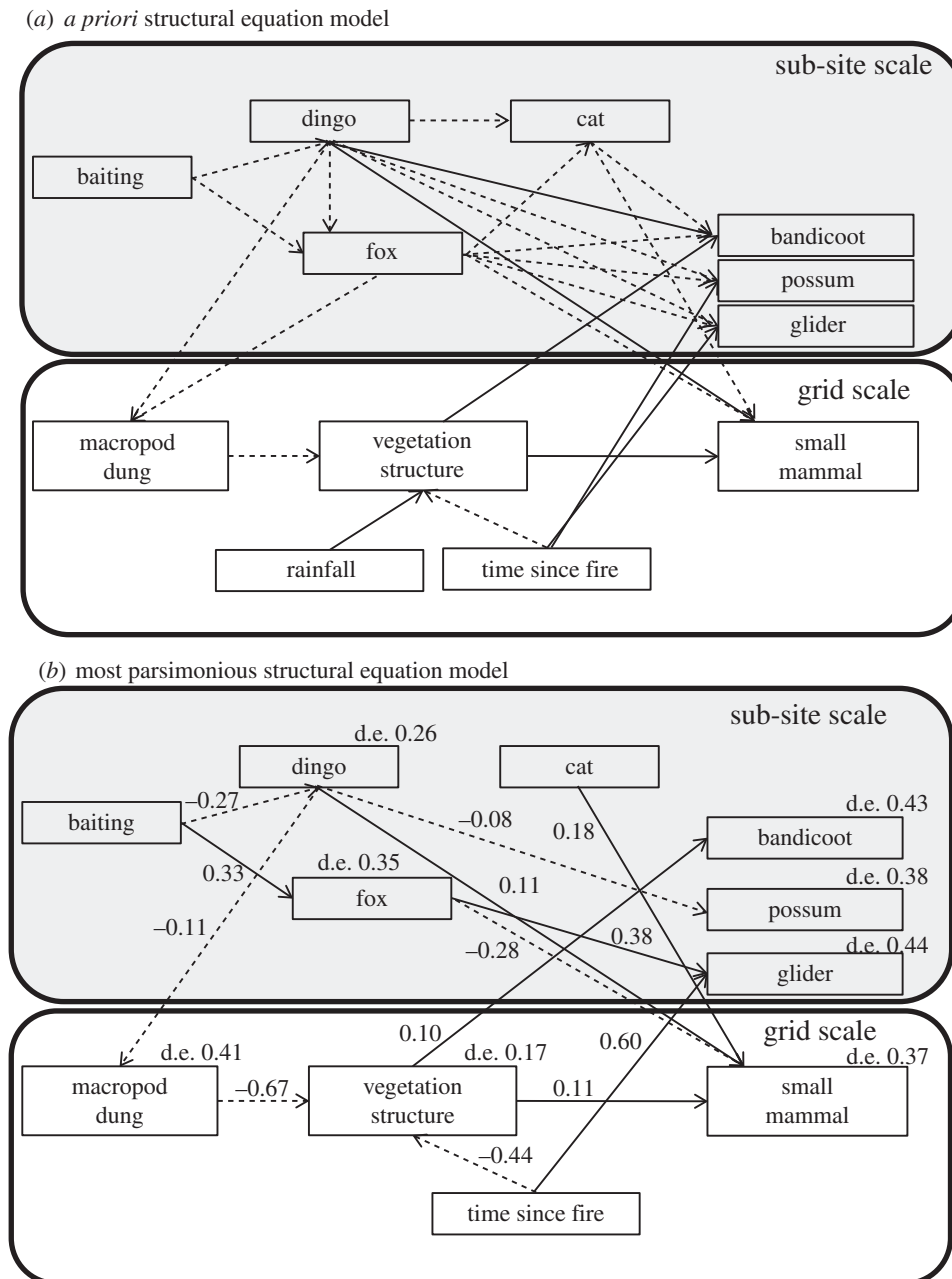 (a) a priori structural equation model
sub-site scale
dingo
cat
baiting
fox
bandicoot
possum
glider
grid scale
macropod
dung
vegetation
structure
small
mammal
rainfall
time since fire
(b) most parsimonious structural equation model
sub-site scale
d.e. 0.26
dingo
cat
–0.27
baiting
–0.08
0.18
d.e. 0.43
bandicoot
0.33
d.e. 0.35
fox
0.11
d.e. 0.38
possum
–0.11
–0.28
0.38
d.e. 0.44
glider
grid scale
0.10
0.60
d.e. 0.41
d.e. 0.17
d.e. 0.37
macropod
dung
–0.67
vegetation
structure
0.11
small
mammal
–0.44
time since fire